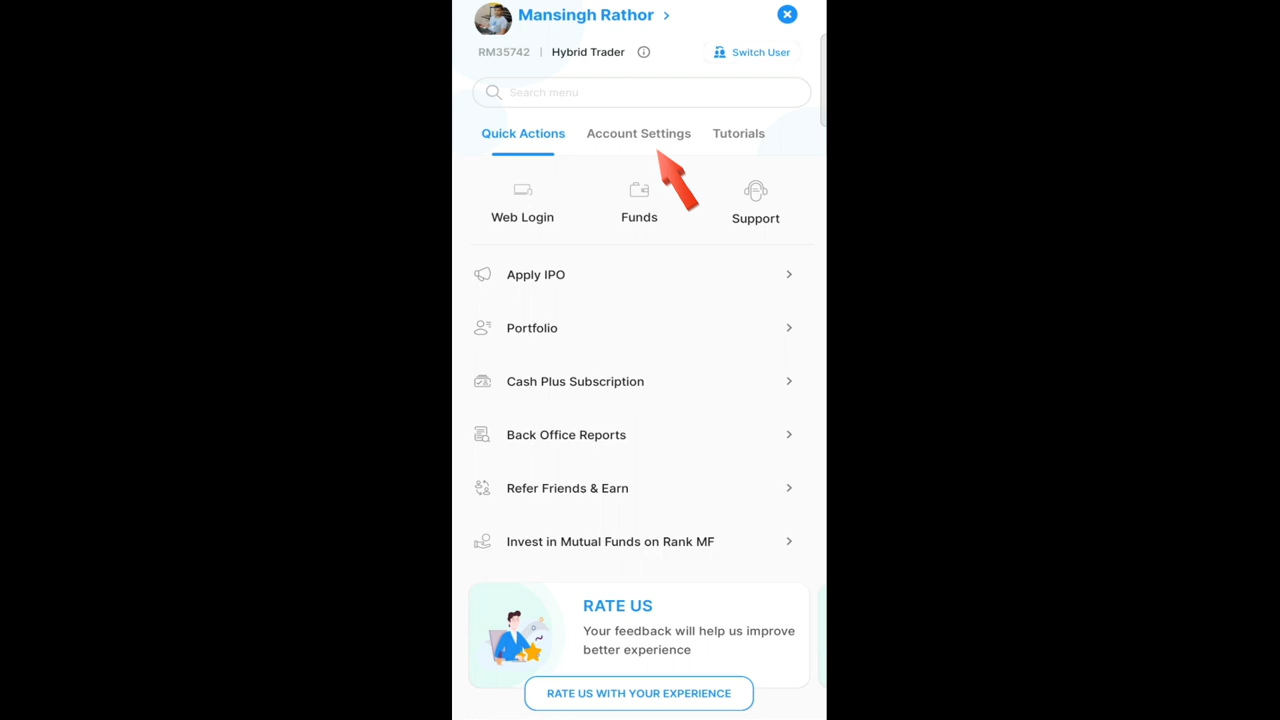 Mansingh Rathor
RM35742 | Hybrid Trader
Switch User
Search menu
Quick Actions Account Settings Tutorials
Web Login Funds Support
Apply IPO
Portfolio
Cash Plus Subscription
Back Office Reports
Refer Friends & Earn
Invest in Mutual Funds on Rank MF
RATE US
Your feedback will help us improve
better experience
RATE US WITH YOUR EXPERIENCE